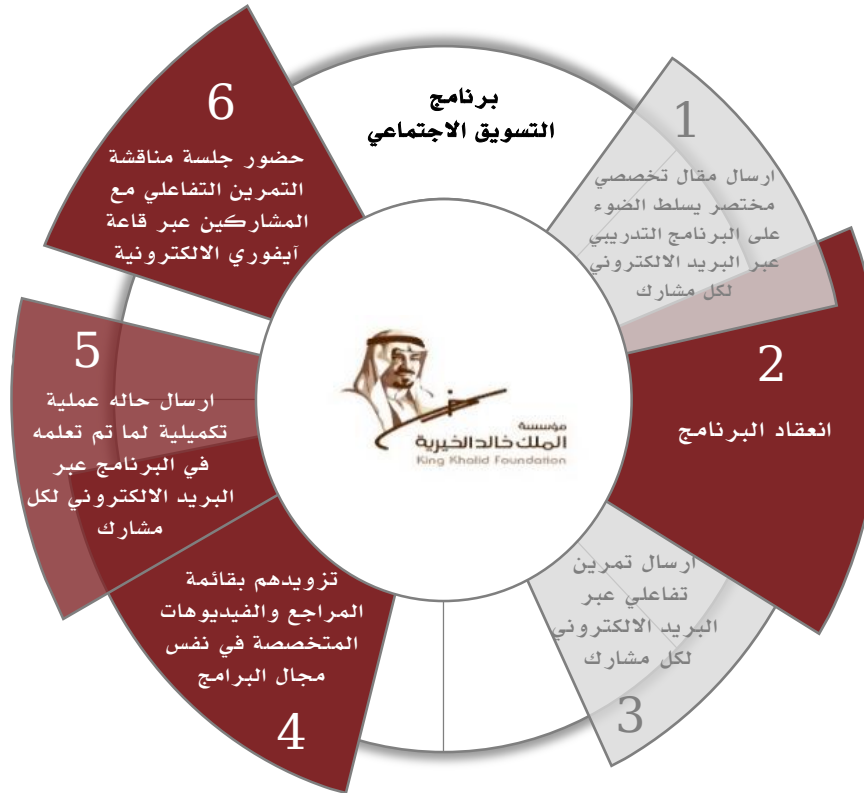 برنامج
التسويق الاجتماعي
1
ارسال مقال تخصصي
مختصر يسلط الضوء
على البرنامج التدريبي
عبر البريد الالكتروني
لكل مشارك
2
انعقاد البرنامج
ارسال تمرين
تفاعلي عبر
البريد الالكتروني
لكل مشارك
3
تزويدهم بقائمة
المراجع والفيديوهات
المتخصصة في نفس
مجال البرامج
4
5
ارسال حاله عملية
تكميلية لما تم تعلمه
في البرنامج عبر
البريد الالكتروني لكل
مشارك
6
حضور جلسة مناقشة
التمرين التفاعلي مع
المشاركين عبر قاعة
آيفوري الالكترونية
مؤسسة
الملك خالد الخيرية
King Khalid Foundation